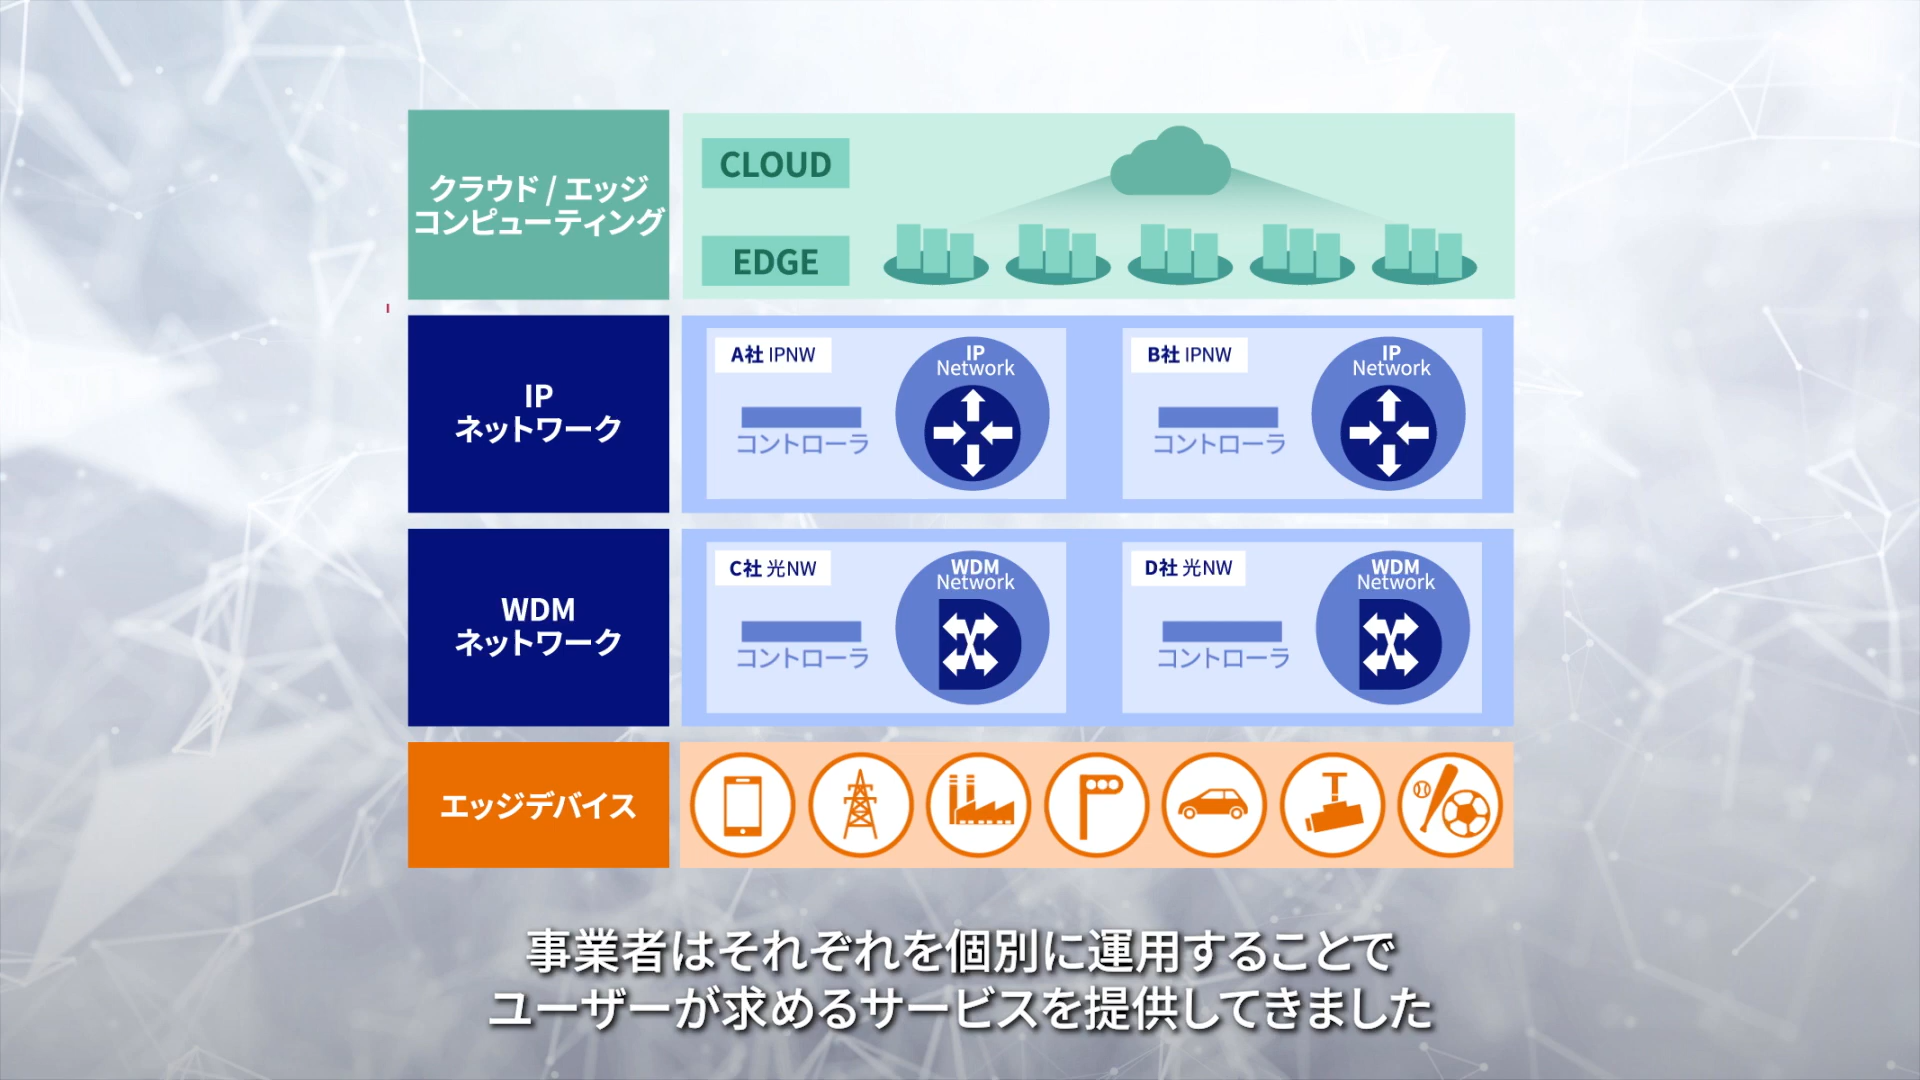 クラウド / エッジ
コンピューティング
CLOUD
EDGE
IP
ネットワーク
A社 IPNW
コントローラ
IP
Network
B社 IPNW
コントローラ
IP
Network
WDM
ネットワーク
C社 光NW
コントローラ
WDM
Network
D社 光NW
コントローラ
WDM
Network
エッジデバイス
事業者はそれぞれを個別に運用することで
ユーザーが求めるサービスを提供してきました